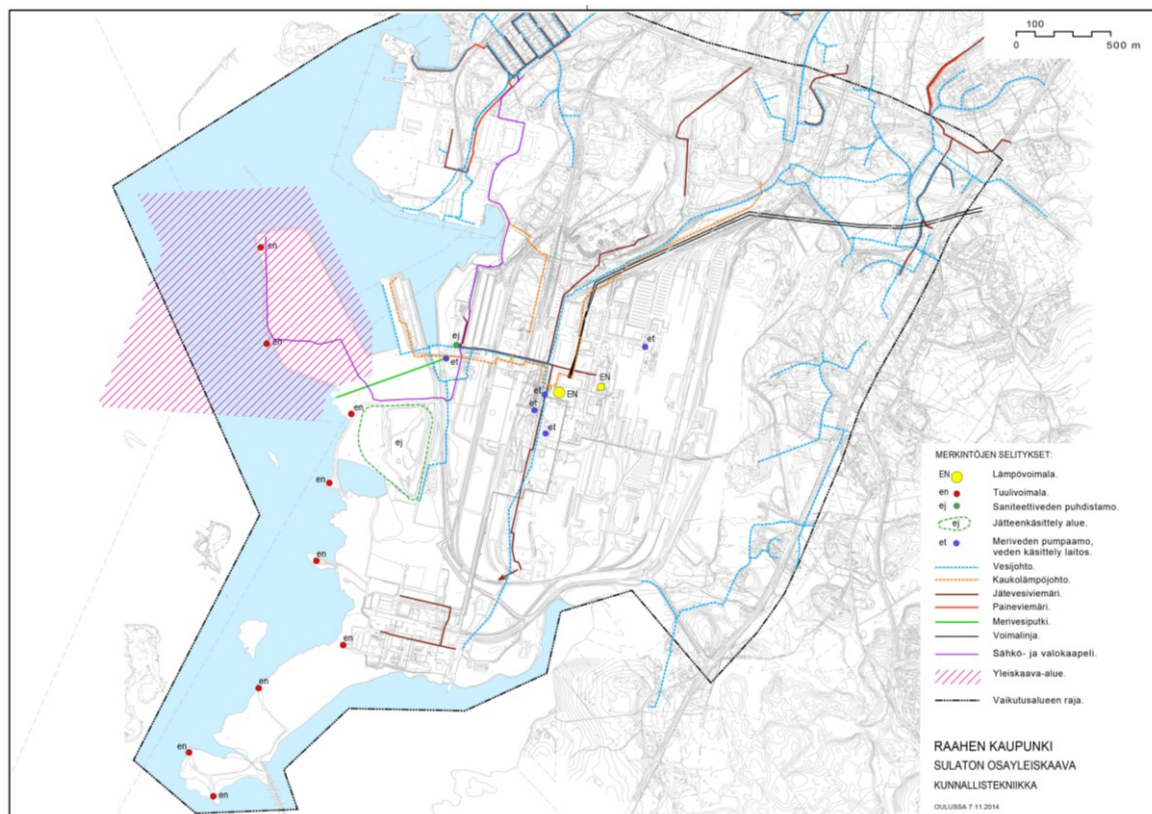 100
0 500 m
en
en
ej
et
et
EN
EN
et
et
et
en
ej
en
en
en
en
en
en
MERKINTÖJEN SELITYKSET:
EN Lämpövoimala.
en Tuulivoimala.
ej Saniteettiveden puhdistamo.
ej Jätteenkäsittely alue.
et Meriveden pumpaamo,
veden käsittely laitos.
Vesijohto.
Kaukolämpöjohto.
Jätevesiviemäri.
Paineviemäri.
Merivesiputki.
Voimalinja.
Sähkö- ja valokaapeli.
Yleiskaava-alue.
Vaikutusalueen raja.
RAAHEN KAUPUNKI
SULATON OSAYLEISKAAVA
KUNNALLISTEKNIIKKA
OULUSSA 7.11.2014